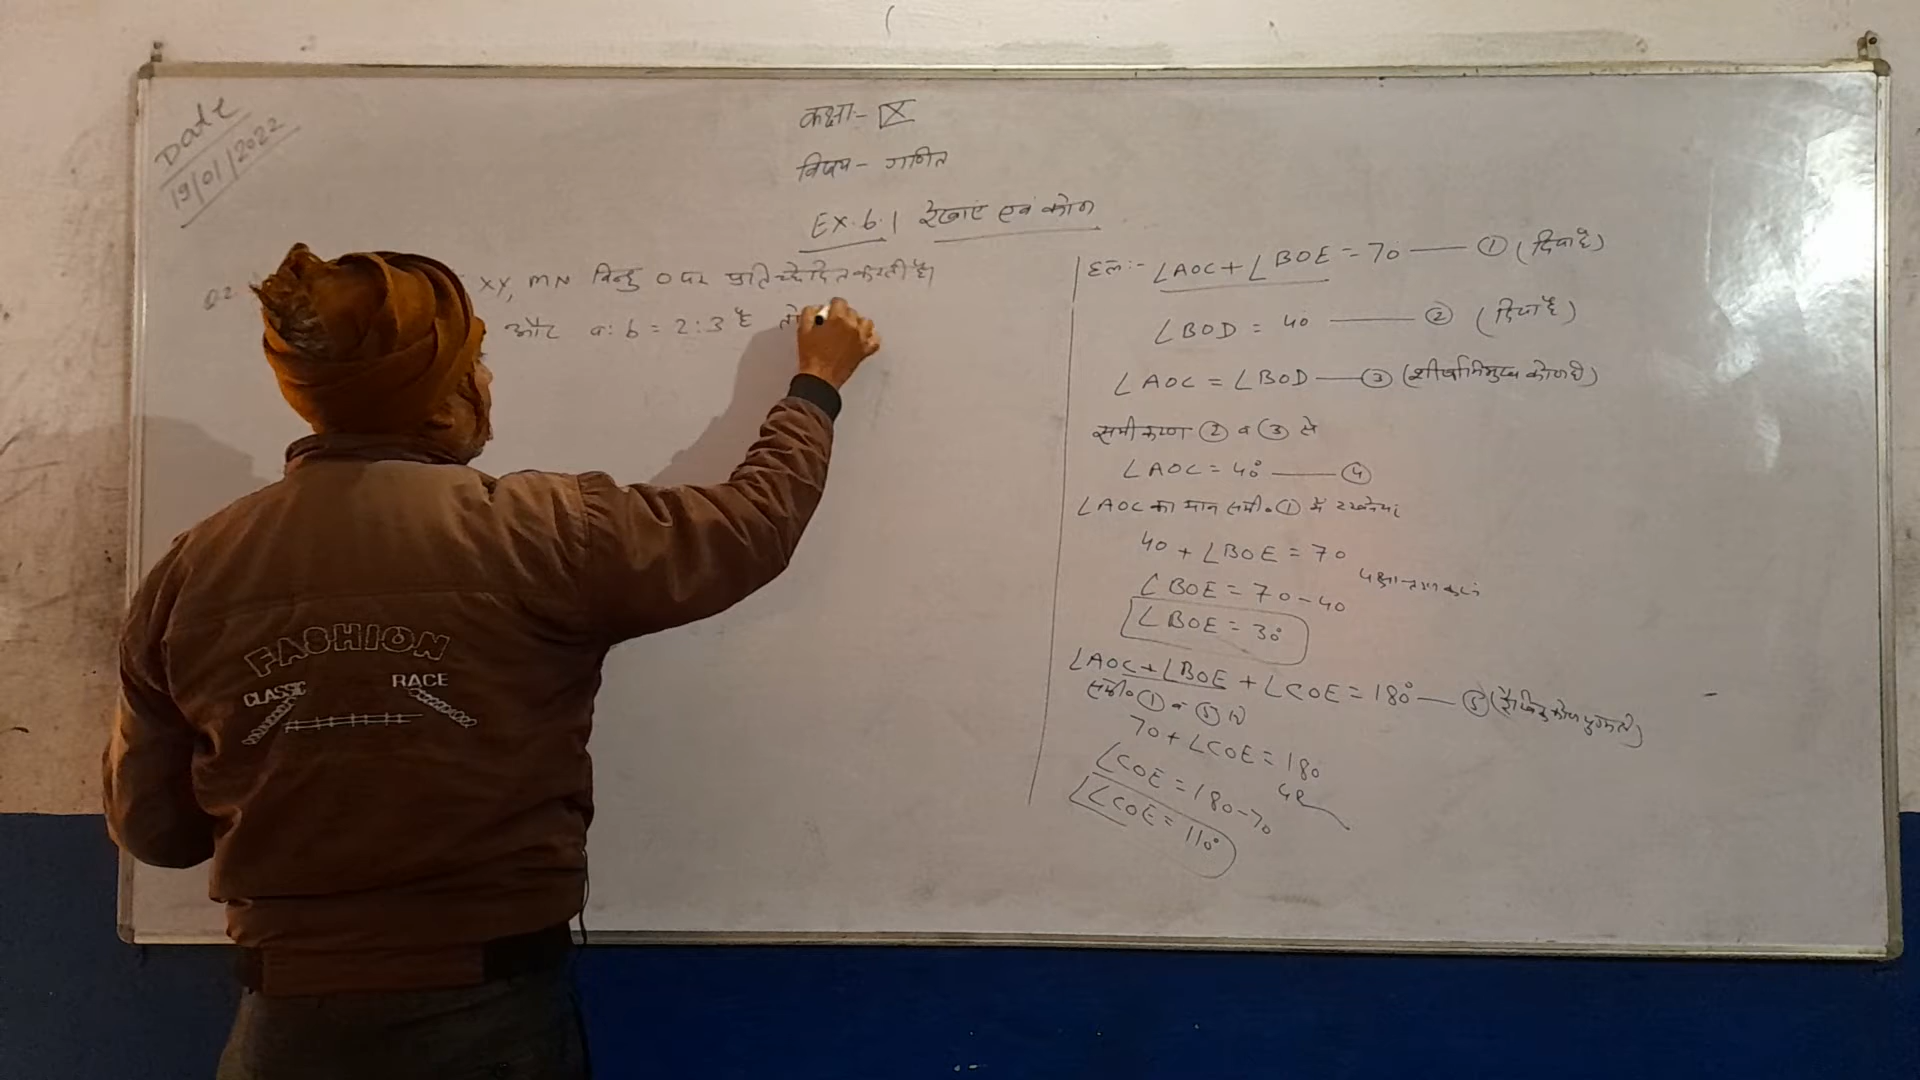 Date
19/01/2022
कक्षा- IX
विषय- गणित
Ex. 6.1 रेखाएं एवं कोण
Q.2. XY, MN बिन्दु O पर प्रतिच्छेदित करती है।
और a:b = 2:3 है तो
हल:- ∠AOC + ∠BOE = 70 — ① (दिया है)
∠BOD = 40 — ② (दिया है)
∠AOC = ∠BOD — ③ (शीर्षाभिमुख कोण से)
समीकरण ② व ③ से
∠AOC = 40° — ④
∠AOC का मान समी. ① में रखने पर
40 + ∠BOE = 70
∠BOE = 70-40
∠BOE = 30°
∠AOC + ∠BOE + ∠COE = 180° — ⑤ (रैखिक कोण युग्म से)
समी. ① व ⑤ से
70 + ∠COE = 180
∠COE = 180-70
∠COE = 110°
FASHION
CLASSIC RACE